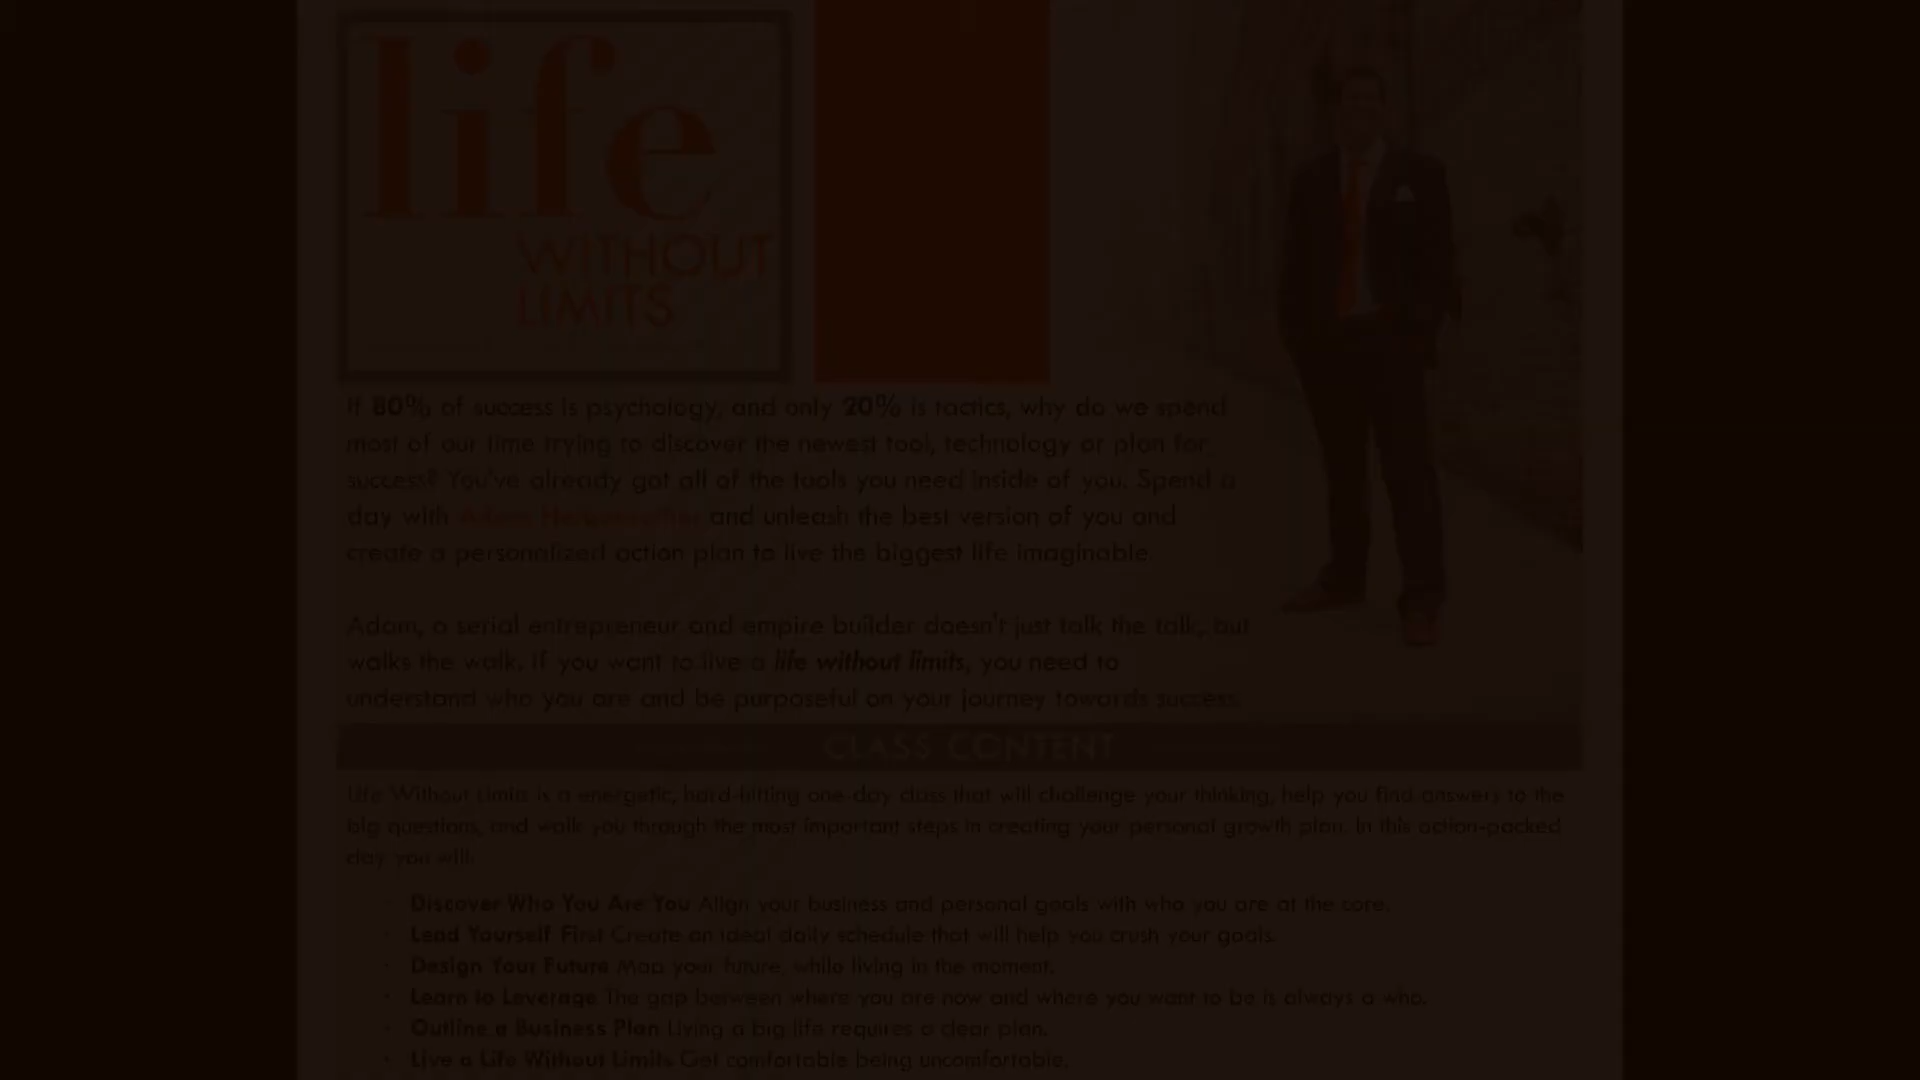 life
WITHOUT
LIMITS
If 80% of success is psychology, and only 20% is tactics, why do we spend
most of our time trying to discover the newest tool, technology or plan for
success? You've already got all of the tools you need inside of you. Spend a
day with Adam and unleash the best version of you and
create a personalized action plan to live the biggest life imaginable
Adam, a serial entrepreneur and empire builder doesn't just talk the talk, but
walks the walk. If you want to live a life without limits, you need to
understand who you are and be purposeful on your journey towards success.
CLASS CONTENT
Life Without Limits is a energetic, hard-hitting one-day class that will challenge your thinking, help you find answers to the
big questions, and walk you through the most important steps in creating your personal growth plan. In this action-packed
day you will:
· Discover Who You Are You Align your business and personal goals with who you are at the core.
· Lead Yourself First Create an ideal daily schedule that will help you crush your goals.
· Design Your Future Map your future, while living in the moment.
· Learn to Leverage The gap between where you are now and where you want to be is always a who.
· Outline a Business Plan Living a big life requires a clear plan.
· Live a Life Without Limits Get comfortable being uncomfortable.